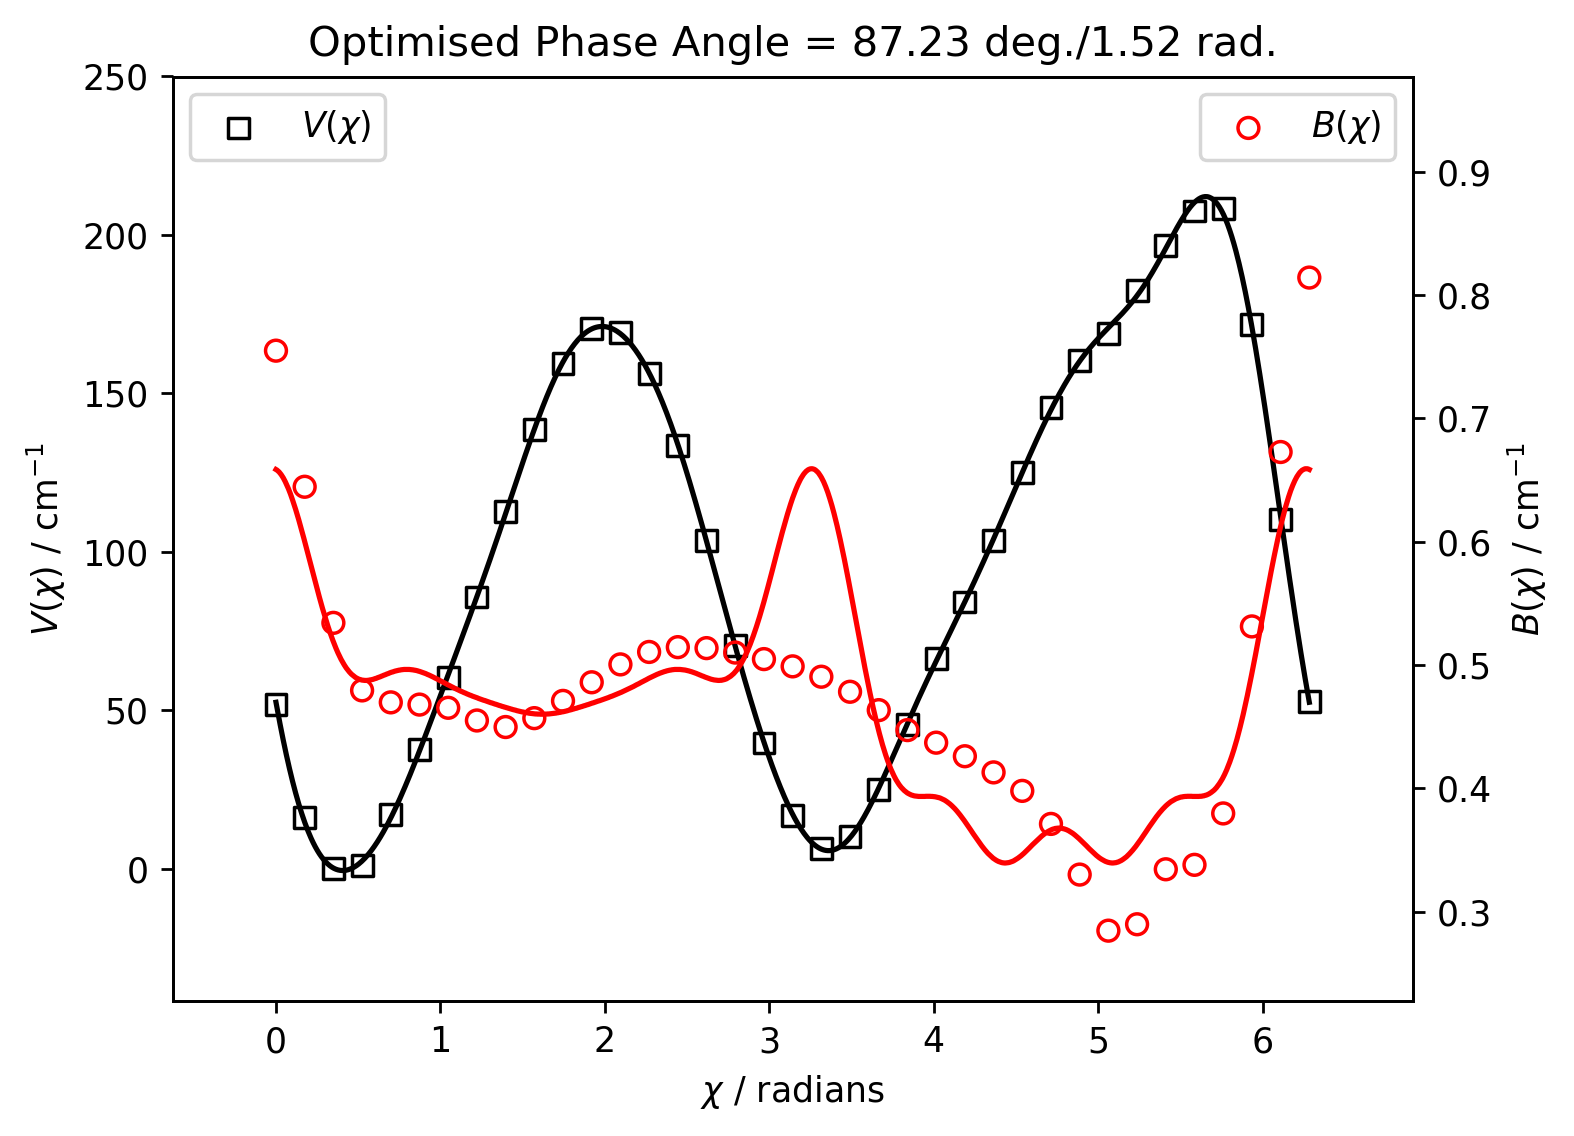 Optimised Phase Angle = 87.23 deg./1.52 rad.
V(χ)
B(χ)
250
200
150
100
50
0
V(χ) / cm⁻¹
0.9
0.8
0.7
0.6
0.5
0.4
0.3
B(χ) / cm⁻¹
0 1 2 3 4 5 6
χ / radians